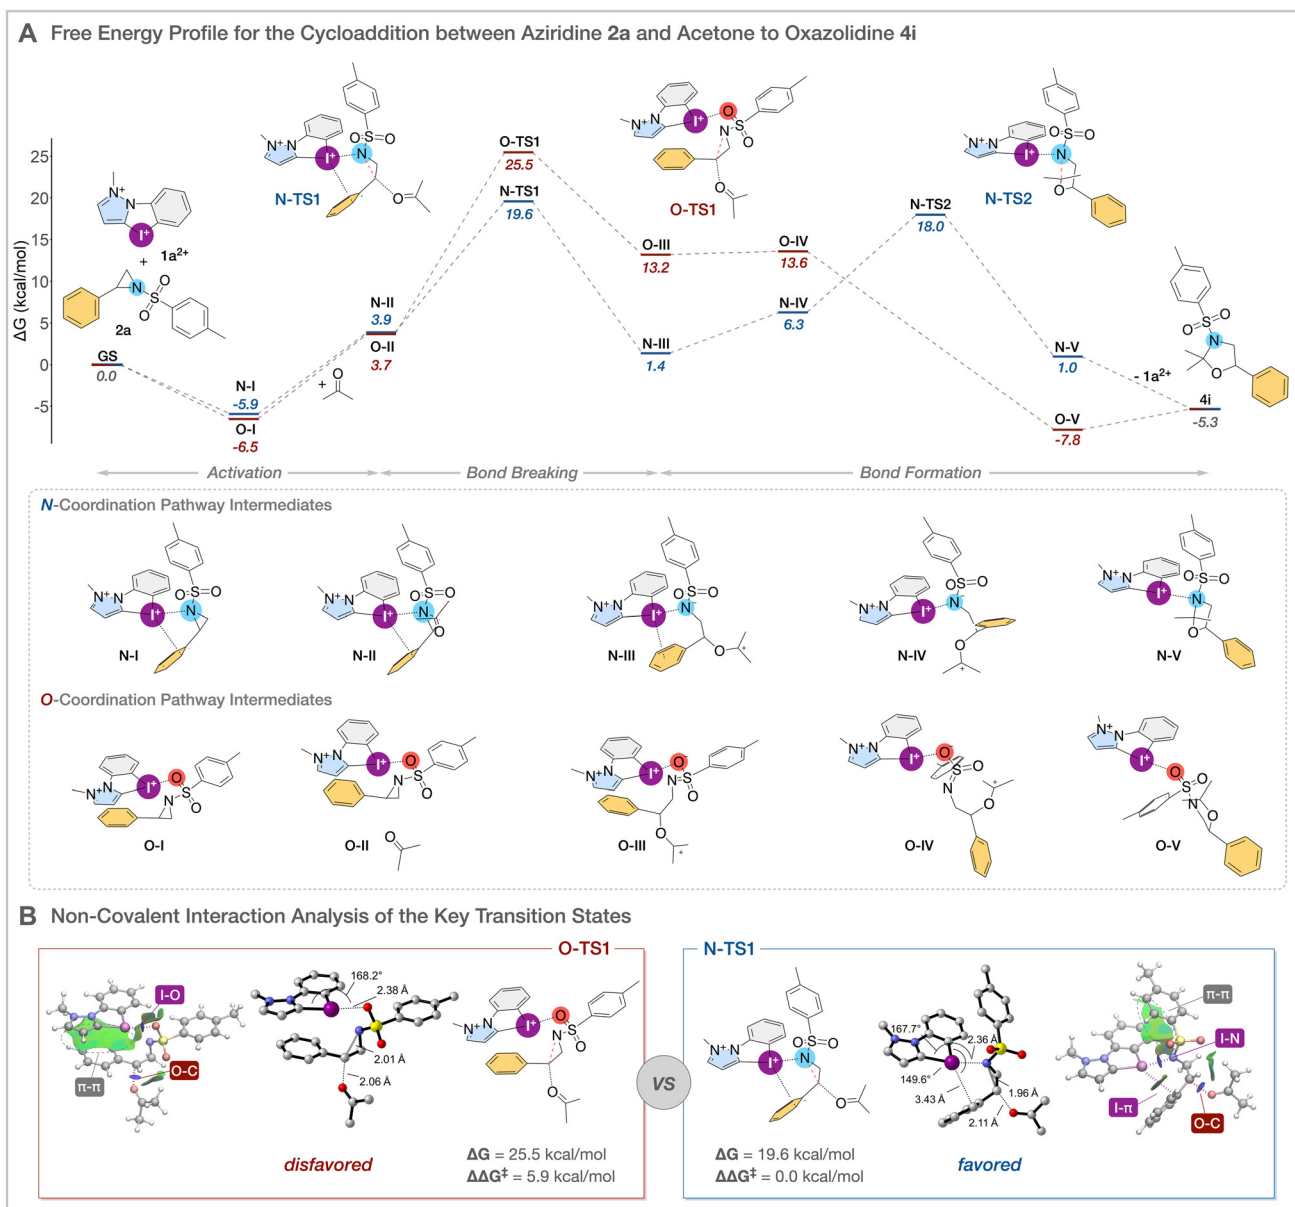 A Free Energy Profile for the Cycloaddition between Aziridine 2a and Acetone to Oxazolidine 4i
ΔG (kcal/mol)
25
20
15
10
5
0
-5
1a²⁺
+
2a
GS
0.0
N-I
-5.9
O-I
-6.5
N-II
3.9
O-II
3.7
+
N-TS1
O-TS1
25.5
N-TS1
19.6
O-TS1
O-III
13.2
N-III
1.4
O-IV
13.6
N-IV
6.3
N-TS2
18.0
N-TS2
N-V
1.0
O-V
-7.8
- 1a²⁺
4i
-5.3
Activation
Bond Breaking
Bond Formation
N-Coordination Pathway Intermediates
N-I
N-II
N-III
N-IV
N-V
O-Coordination Pathway Intermediates
O-I
O-II
O-III
O-IV
O-V
B Non-Covalent Interaction Analysis of the Key Transition States
O-TS1
I-O
π-π
O-C
168.2°
2.38 Å
2.01 Å
2.06 Å
disfavored
ΔG = 25.5 kcal/mol
ΔΔG‡ = 5.9 kcal/mol
VS
N-TS1
ΔG = 19.6 kcal/mol
ΔΔG‡ = 0.0 kcal/mol
167.7°
2.36 Å
149.6°
3.43 Å
1.96 Å
2.11 Å
favored
π-π
I-N
I-π
O-C